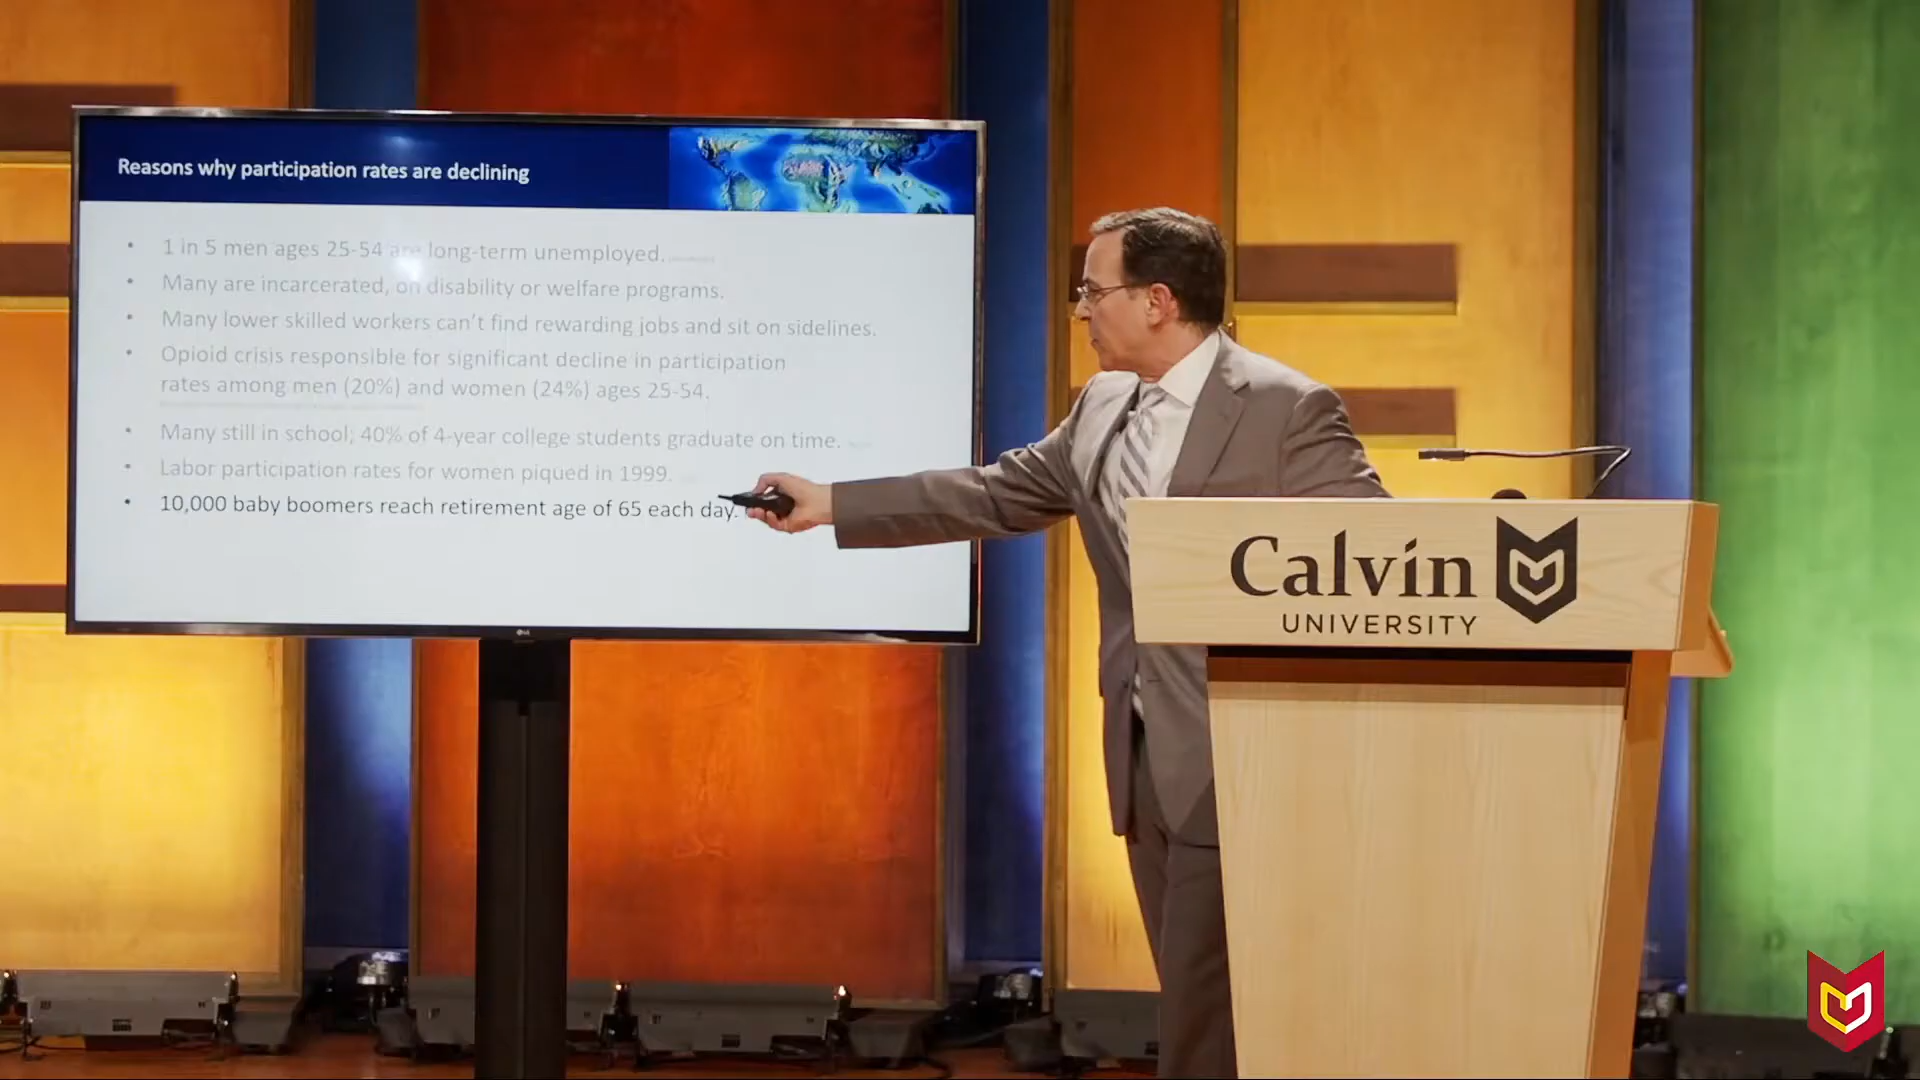 Reasons why participation rates are declining
• 1 in 5 men ages 25-54 are long-term unemployed.
• Many are incarcerated, on disability or welfare programs.
• Many lower skilled workers can't find rewarding jobs and sit on sidelines.
• Opioid crisis responsible for significant decline in participation
rates among men (20%) and women (24%) ages 25-54.
• Many still in school; 40% of 4-year college students graduate on time.
• Labor participation rates for women piqued in 1999.
• 10,000 baby boomers reach retirement age of 65 each day.
LG
Calvin
UNIVERSITY